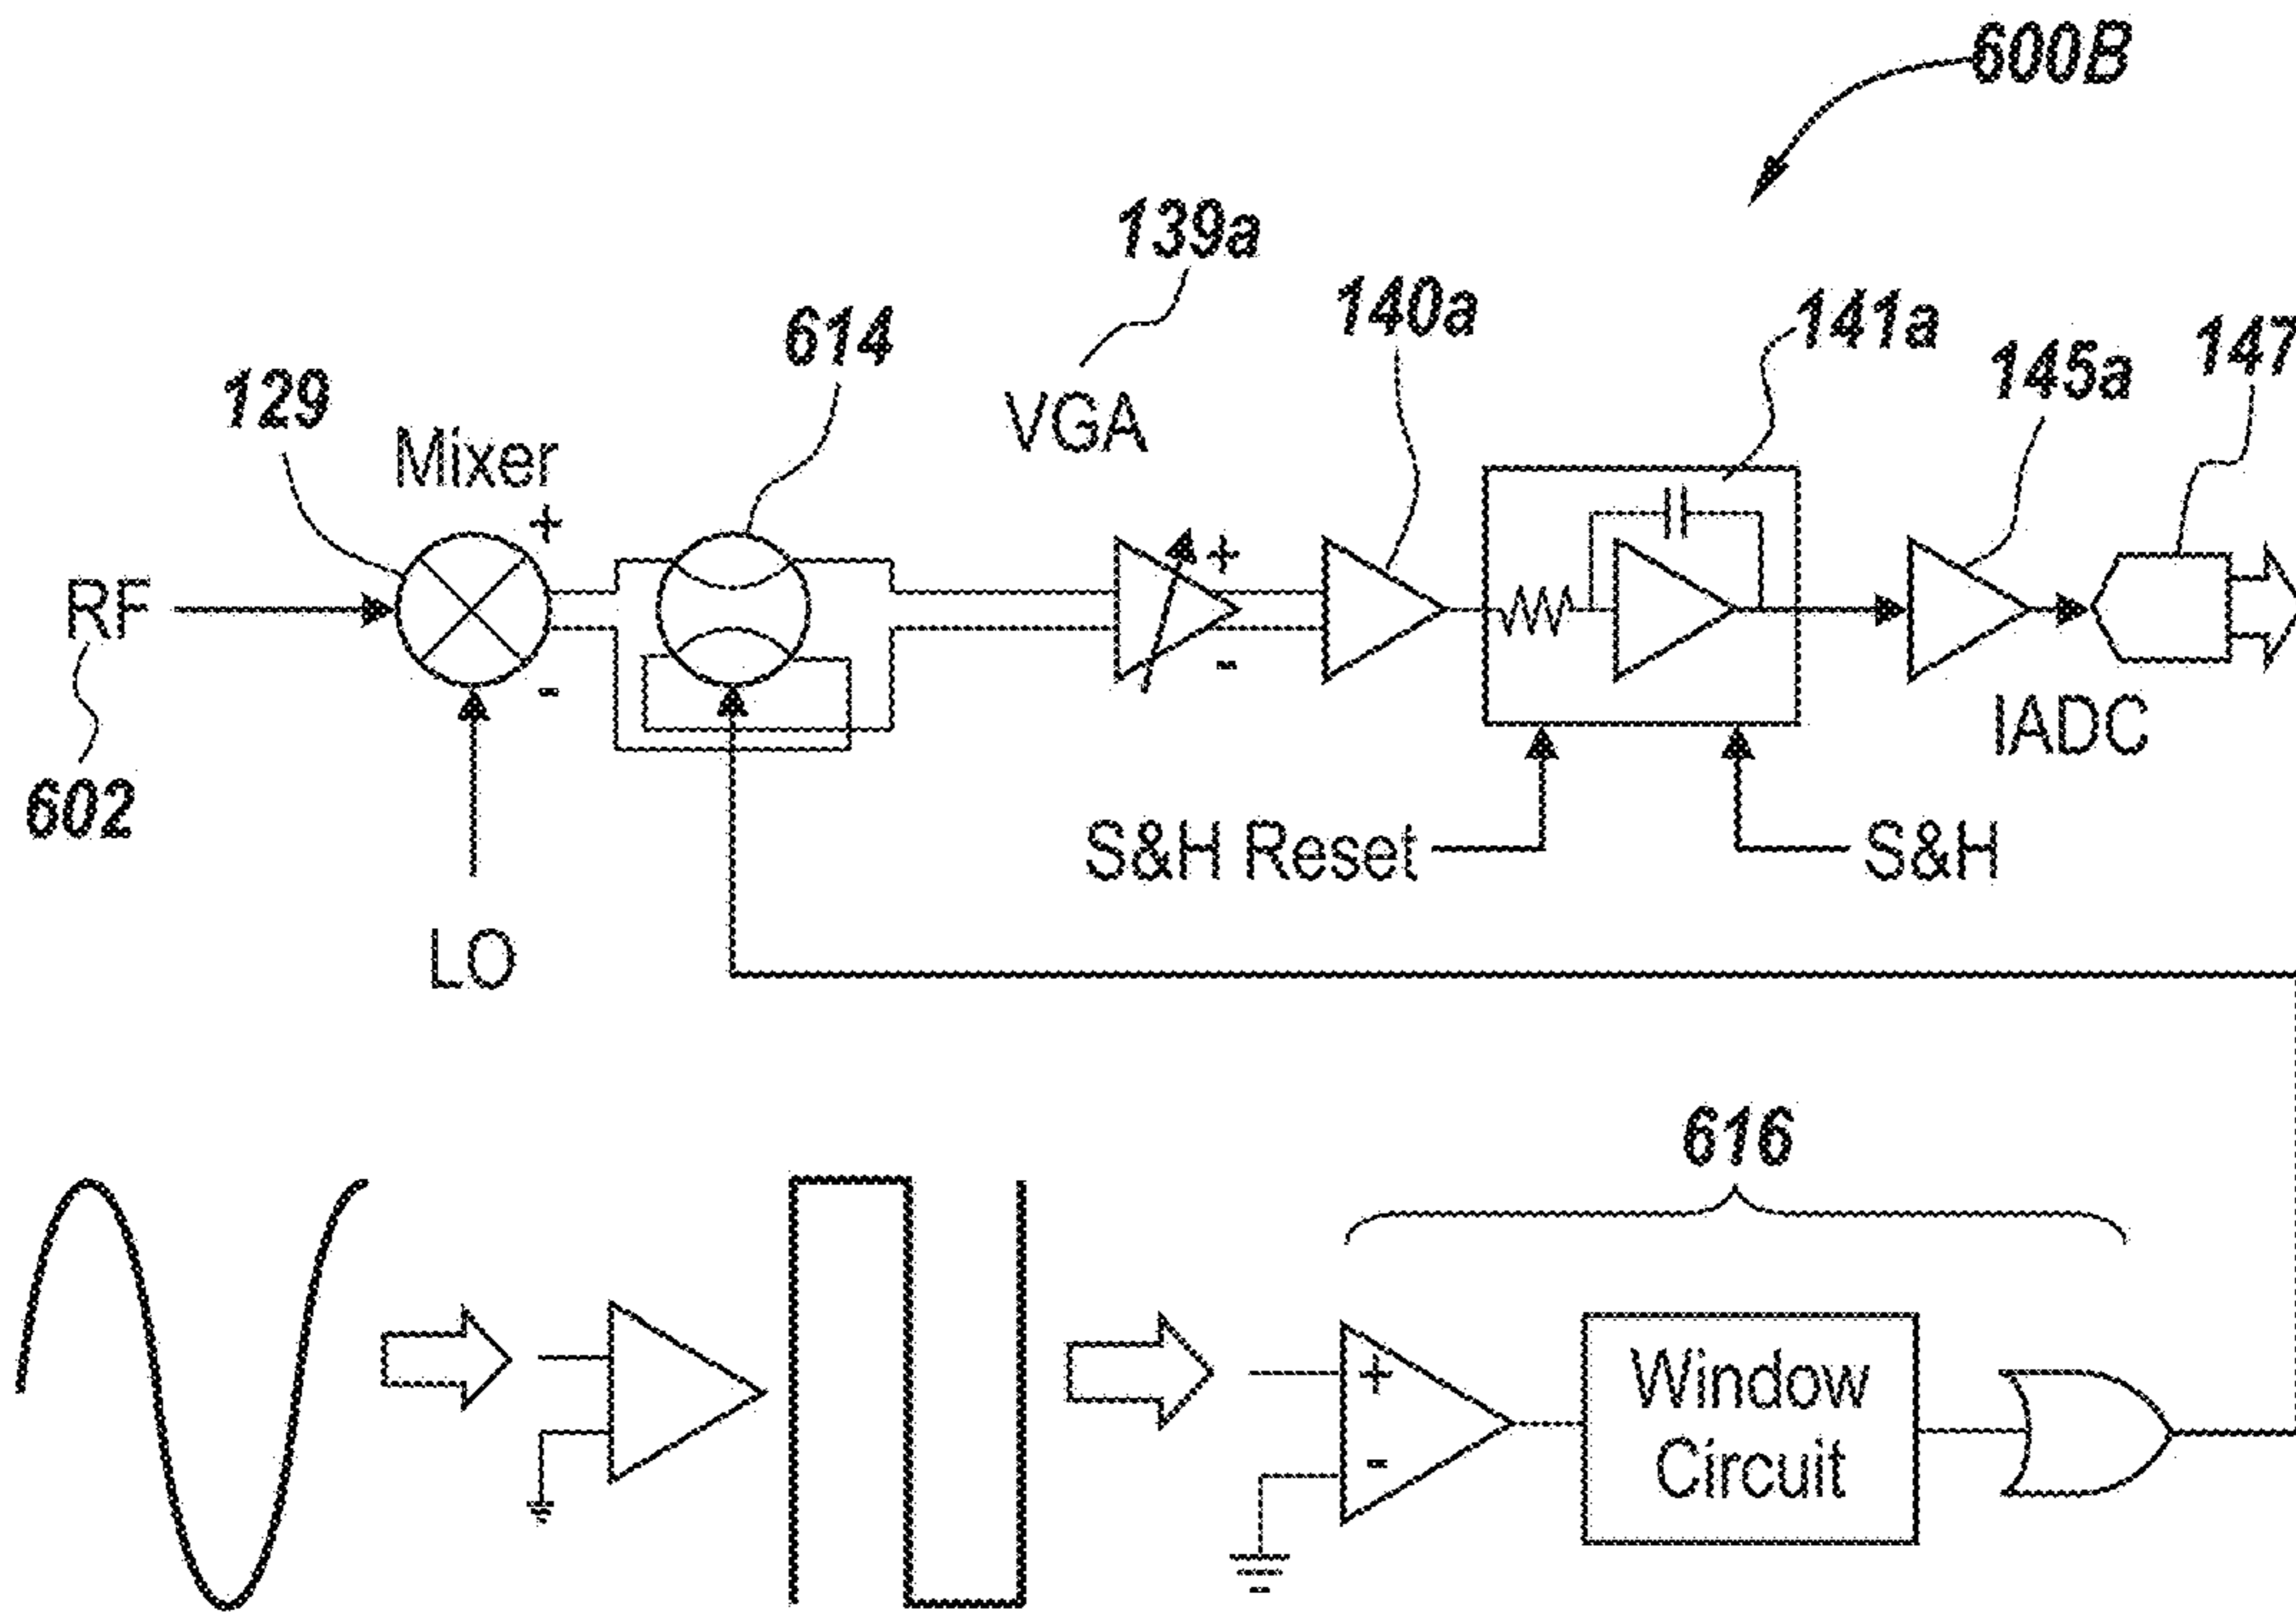 600B
139a
614
140a
141a
145a
147
129
Mixer
VGA
+
-
+
-
RF
602
LO
IADC
S&H Reset
S&H
616
+
-
Window
Circuit